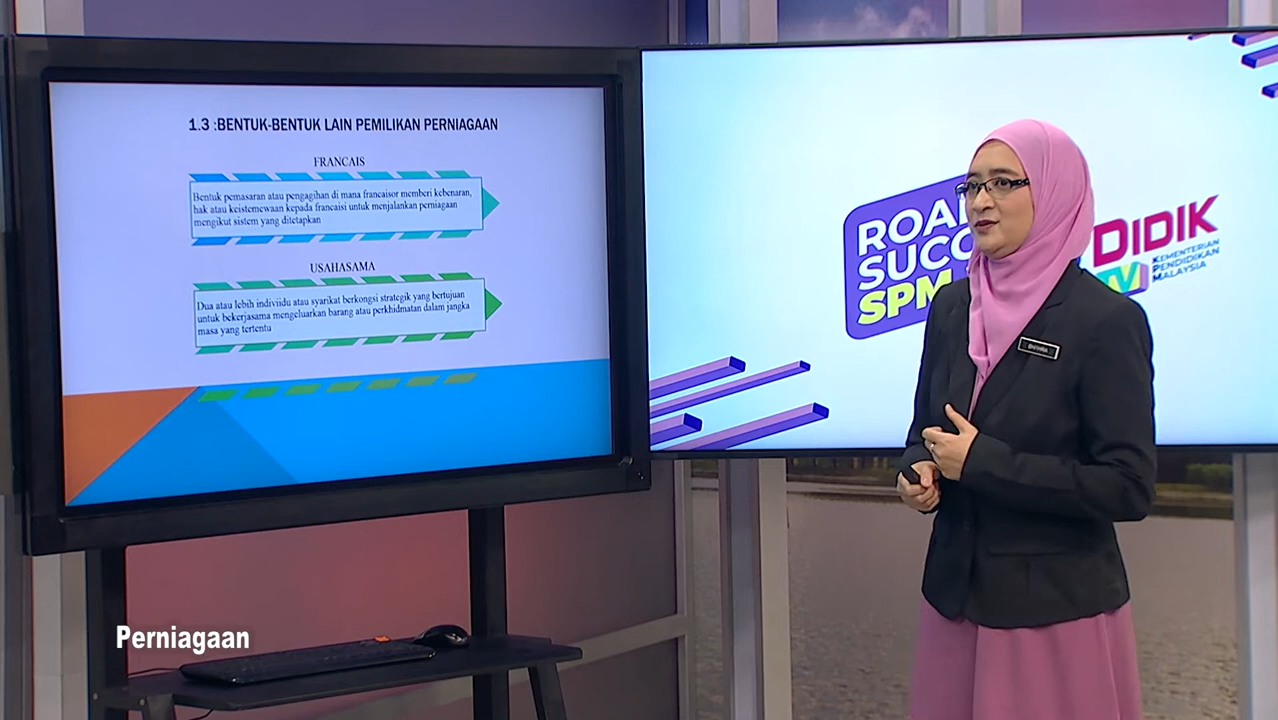 1.3 :BENTUK-BENTUK LAIN PEMILIKAN PERNIAGAAN
FRANCAIS
Bentuk pemasaran atau pengagihan di mana francaisor memberi kebenaran,
hak atau keistemewaan kepada francaisi untuk menjalankan perniagaan
mengikut sistem yang ditetapkan
USAHASAMA
Dua atau lebih indiviidu atau syarikat berkongsi strategik yang bertujuan
untuk bekerjasama mengeluarkan barang atau perkhidmatan dalam jangka
masa yang tertentu
ROA
SUCC
SPM
DIDIK
TV
KEMENTERIAN
PENDIDIKAN
MALAYSIA
Perniagaan